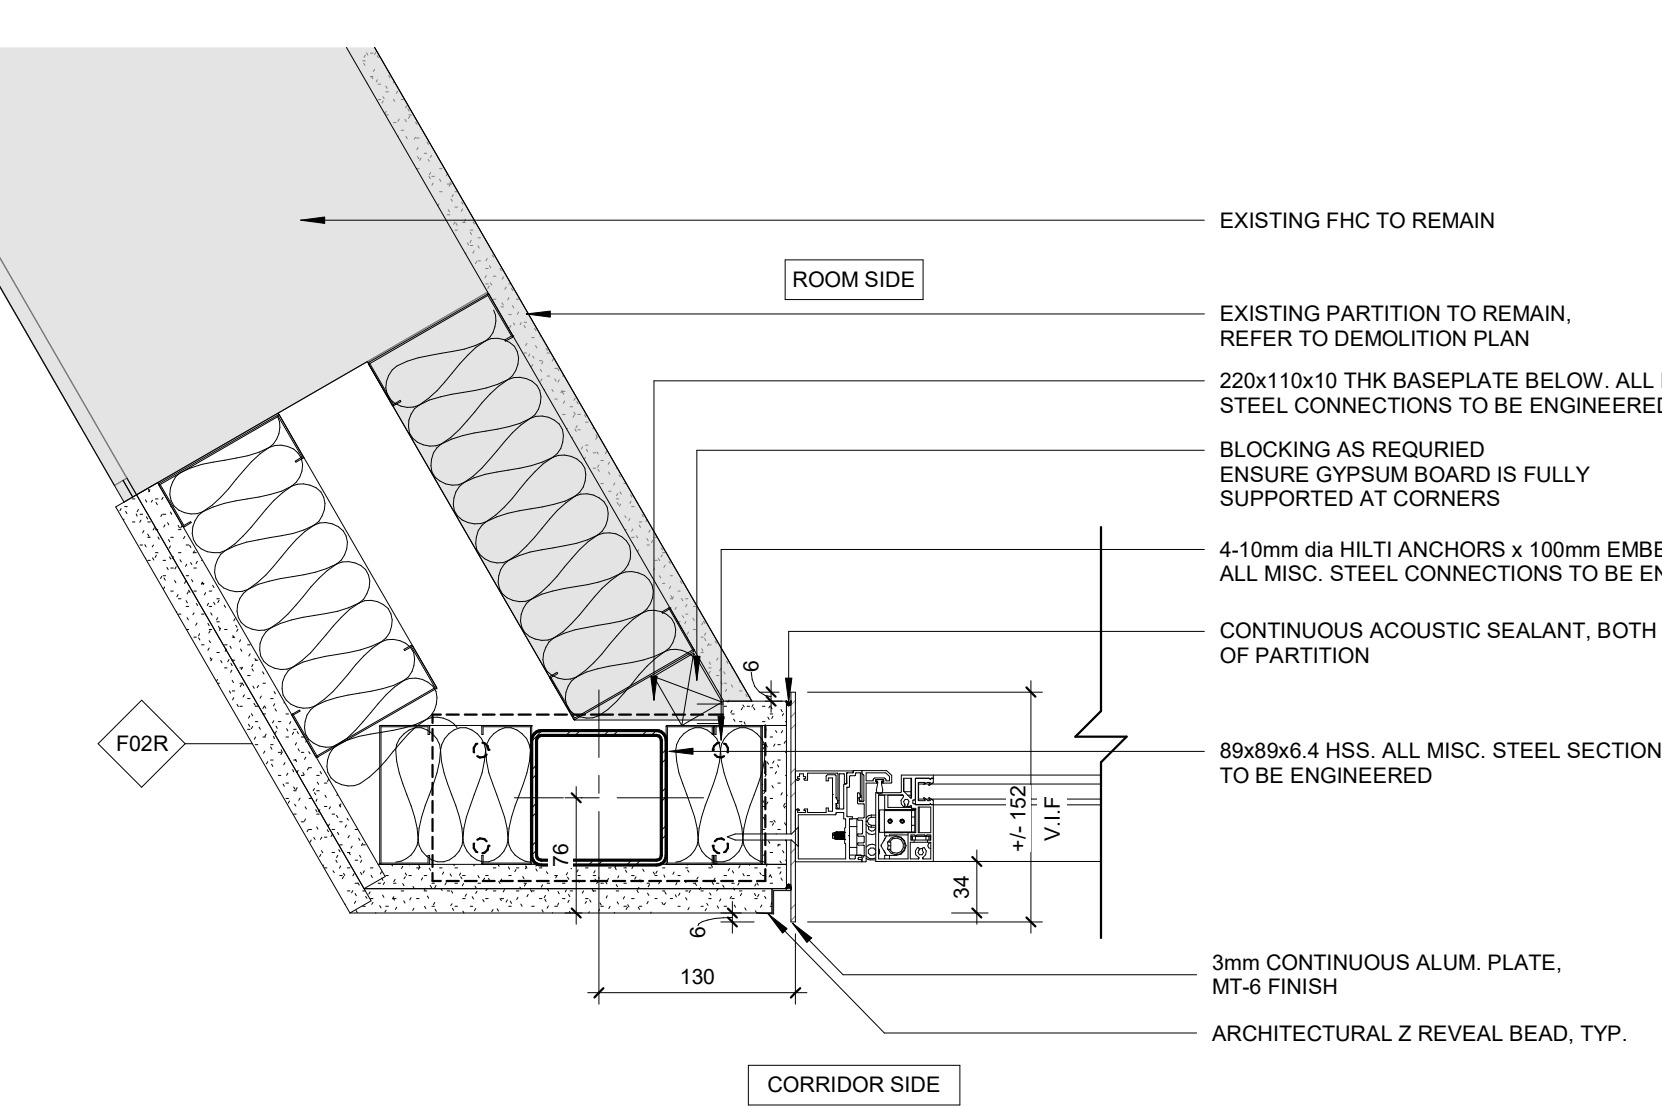 EXISTING FHC TO REMAIN
ROOM SIDE
EXISTING PARTITION TO REMAIN,
REFER TO DEMOLITION PLAN
220x110x10 THK BASEPLATE BELOW. ALL
STEEL CONNECTIONS TO BE ENGINEERED
BLOCKING AS REQURIED
ENSURE GYPSUM BOARD IS FULLY
SUPPORTED AT CORNERS
4-10mm dia HILTI ANCHORS x 100mm EMBE
ALL MISC. STEEL CONNECTIONS TO BE EN
CONTINUOUS ACOUSTIC SEALANT, BOTH
OF PARTITION
6
F02R
89x89x6.4 HSS. ALL MISC. STEEL SECTION
TO BE ENGINEERED
+/- 152
V.I.F
76
34
6
130
3mm CONTINUOUS ALUM. PLATE,
MT-6 FINISH
ARCHITECTURAL Z REVEAL BEAD, TYP.
CORRIDOR SIDE